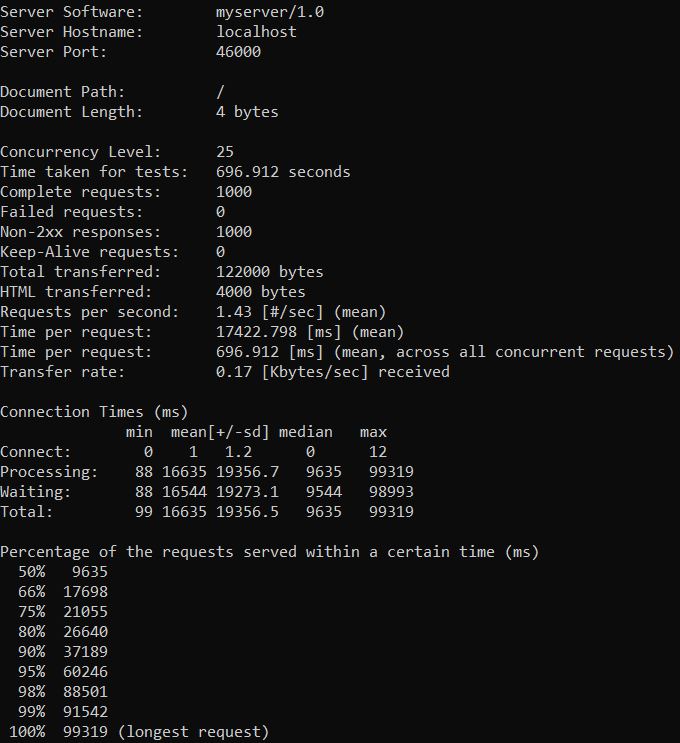 Server Software:        myserver/1.0
Server Hostname:        localhost
Server Port:            46000

Document Path:          /
Document Length:        4 bytes

Concurrency Level:      25
Time taken for tests:   696.912 seconds
Complete requests:      1000
Failed requests:        0
Non-2xx responses:      1000
Keep-Alive requests:    0
Total transferred:      122000 bytes
HTML transferred:       4000 bytes
Requests per second:    1.43 [#/sec] (mean)
Time per request:       17422.798 [ms] (mean)
Time per request:       696.912 [ms] (mean, across all concurrent requests)
Transfer rate:          0.17 [Kbytes/sec] received

Connection Times (ms)
              min  mean[+/-sd] median   max
Connect:        0    1   1.2      0      12
Processing:    88 16635 19356.7   9635   99319
Waiting:       88 16544 19273.1   9544   98993
Total:         99 16635 19356.5   9635   99319

Percentage of the requests served within a certain time (ms)
  50%   9635
  66%  17698
  75%  21055
  80%  26640
  90%  37189
  95%  60246
  98%  88501
  99%  91542
 100%  99319 (longest request)